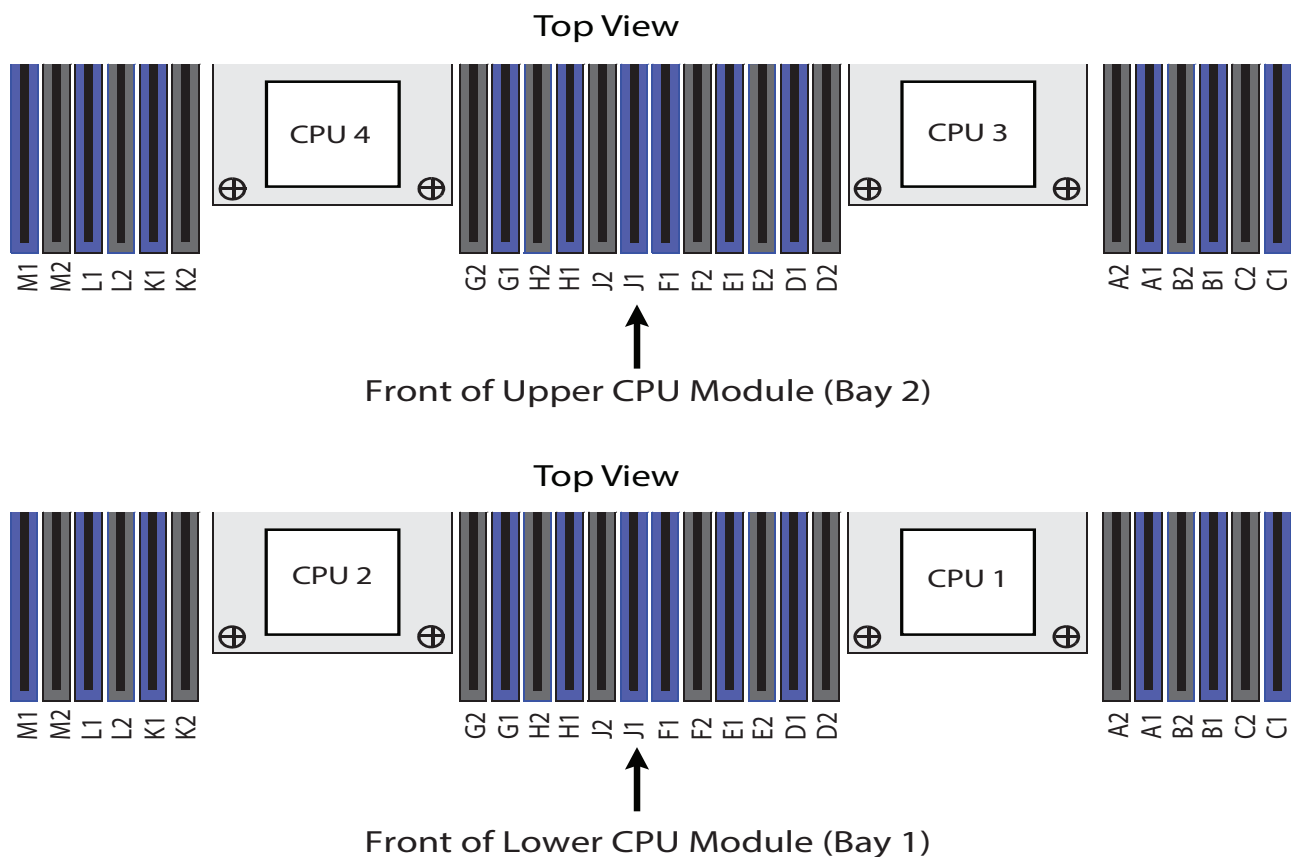 Top View
CPU 4
CPU 3
M1 M2 L1 L2 K1 K2 G2 G1 H2 H1 J2 J1 F1 F2 E1 E2 D1 D2 A2 A1 B2 B1 C2 C1
Front of Upper CPU Module (Bay 2)
Top View
CPU 2
CPU 1
M1 M2 L1 L2 K1 K2 G2 G1 H2 H1 J2 J1 F1 F2 E1 E2 D1 D2 A2 A1 B2 B1 C2 C1
Front of Lower CPU Module (Bay 1)